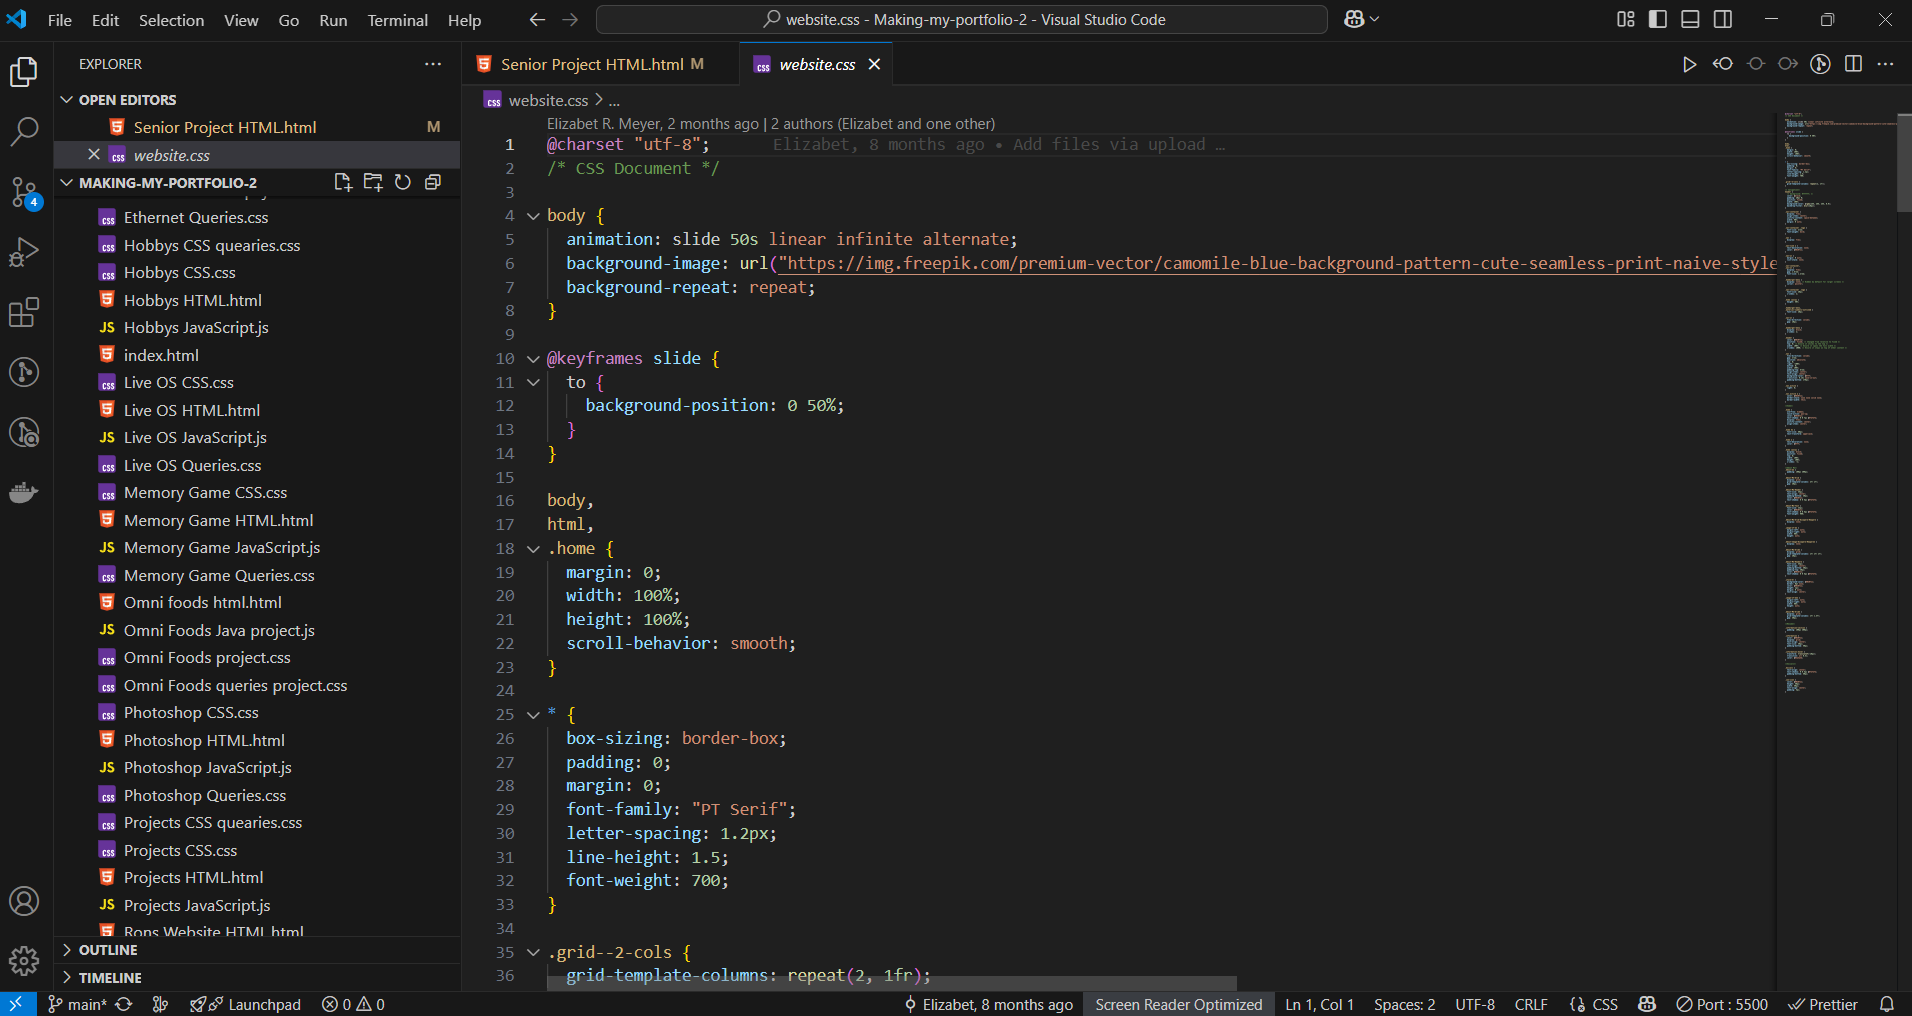 File Edit Selection View Go Run Terminal Help
website.css - Making-my-portfolio-2 - Visual Studio Code
EXPLORER
OPEN EDITORS
Senior Project HTML.html M
website.css
MAKING-MY-PORTFOLIO-2
Ethernet Queries.css
Hobbys CSS quearies.css
Hobbys CSS.css
Hobbys HTML.html
Hobbys JavaScript.js
index.html
Live OS CSS.css
Live OS HTML.html
Live OS JavaScript.js
Live OS Queries.css
Memory Game CSS.css
Memory Game HTML.html
Memory Game JavaScript.js
Memory Game Queries.css
Omni foods html.html
Omni Foods Java project.js
Omni Foods project.css
Omni Foods queries project.css
Photoshop CSS.css
Photoshop HTML.html
Photoshop JavaScript.js
Photoshop Queries.css
Projects CSS quearies.css
Projects CSS.css
Projects HTML.html
Projects JavaScript.js
Rons Website HTML.html
OUTLINE
TIMELINE
4
Senior Project HTML.html M
website.css
website.css > ...
Elizabet R. Meyer, 2 months ago | 2 authors (Elizabet and one other)
1 @charset "utf-8"; Elizabet, 8 months ago • Add files via upload …
2 /* CSS Document */
3
4 body {
5 animation: slide 50s linear infinite alternate;
6 background-image: url("https://img.freepik.com/premium-vector/camomile-blue-background-pattern-cute-seamless-print-naive-style
7 background-repeat: repeat;
8 }
9
10 @keyframes slide {
11 to {
12 background-position: 0 50%;
13 }
14 }
15
16 body,
17 html,
18 .home {
19 margin: 0;
20 width: 100%;
21 height: 100%;
22 scroll-behavior: smooth;
23 }
24
25 * {
26 box-sizing: border-box;
27 padding: 0;
28 margin: 0;
29 font-family: "PT Serif";
30 letter-spacing: 1.2px;
31 line-height: 1.5;
32 font-weight: 700;
33 }
34
35 .grid--2-cols {
36 grid-template-columns: repeat(2, 1fr);
main* Launchpad 0 0 Elizabet, 8 months ago Screen Reader Optimized Ln 1, Col 1 Spaces: 2 UTF-8 CRLF {} CSS Port : 5500 Prettier